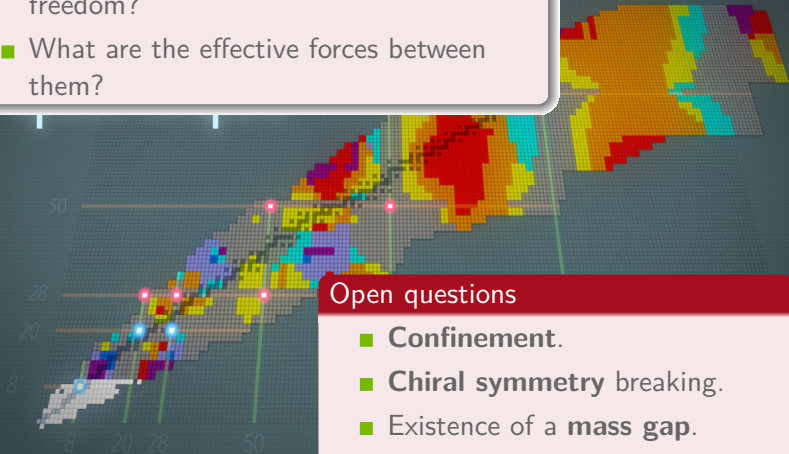 freedom?
What are the effective forces between
them?
50
28
20
8
Open questions
Confinement.
Chiral symmetry breaking.
Existence of a mass gap.
8 20 28 50